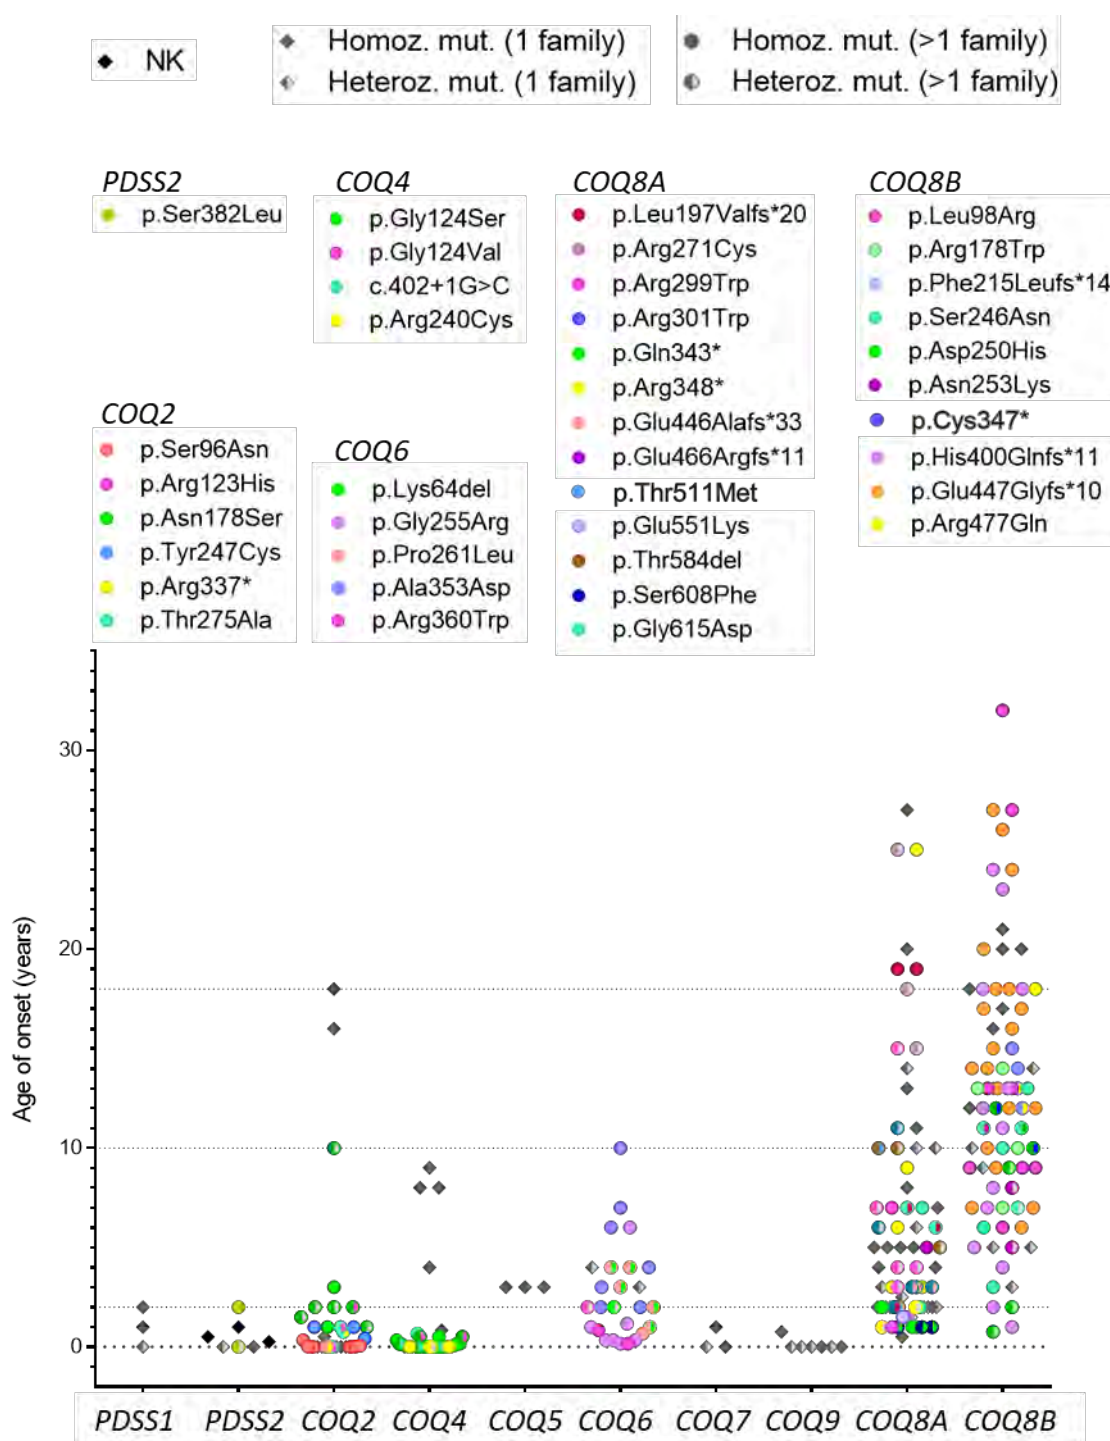 NK
Homoz. mut. (1 family)
Heteroz. mut. (1 family)
Homoz. mut. (>1 family)
Heteroz. mut. (>1 family)
PDSS2
p.Ser382Leu
COQ4
p.Gly124Ser
p.Gly124Val
c.402+1G>C
p.Arg240Cys
COQ8A
p.Leu197Valfs*20
p.Arg271Cys
p.Arg299Trp
p.Arg301Trp
p.Gln343*
p.Arg348*
p.Glu446Alafs*33
p.Glu466Argfs*11
p.Thr511Met
p.Glu551Lys
p.Thr584del
p.Ser608Phe
p.Gly615Asp
COQ8B
p.Leu98Arg
p.Arg178Trp
p.Phe215Leufs*14
p.Ser246Asn
p.Asp250His
p.Asn253Lys
p.Cys347*
p.His400Glnfs*11
p.Glu447Glyfs*10
p.Arg477Gln
COQ2
p.Ser96Asn
p.Arg123His
p.Asn178Ser
p.Tyr247Cys
p.Arg337*
p.Thr275Ala
COQ6
p.Lys64del
p.Gly255Arg
p.Pro261Leu
p.Ala353Asp
p.Arg360Trp
Age of onset (years)
30
20
10
0
PDSS1 PDSS2 COQ2 COQ4 COQ5 COQ6 COQ7 COQ9 COQ8A COQ8B